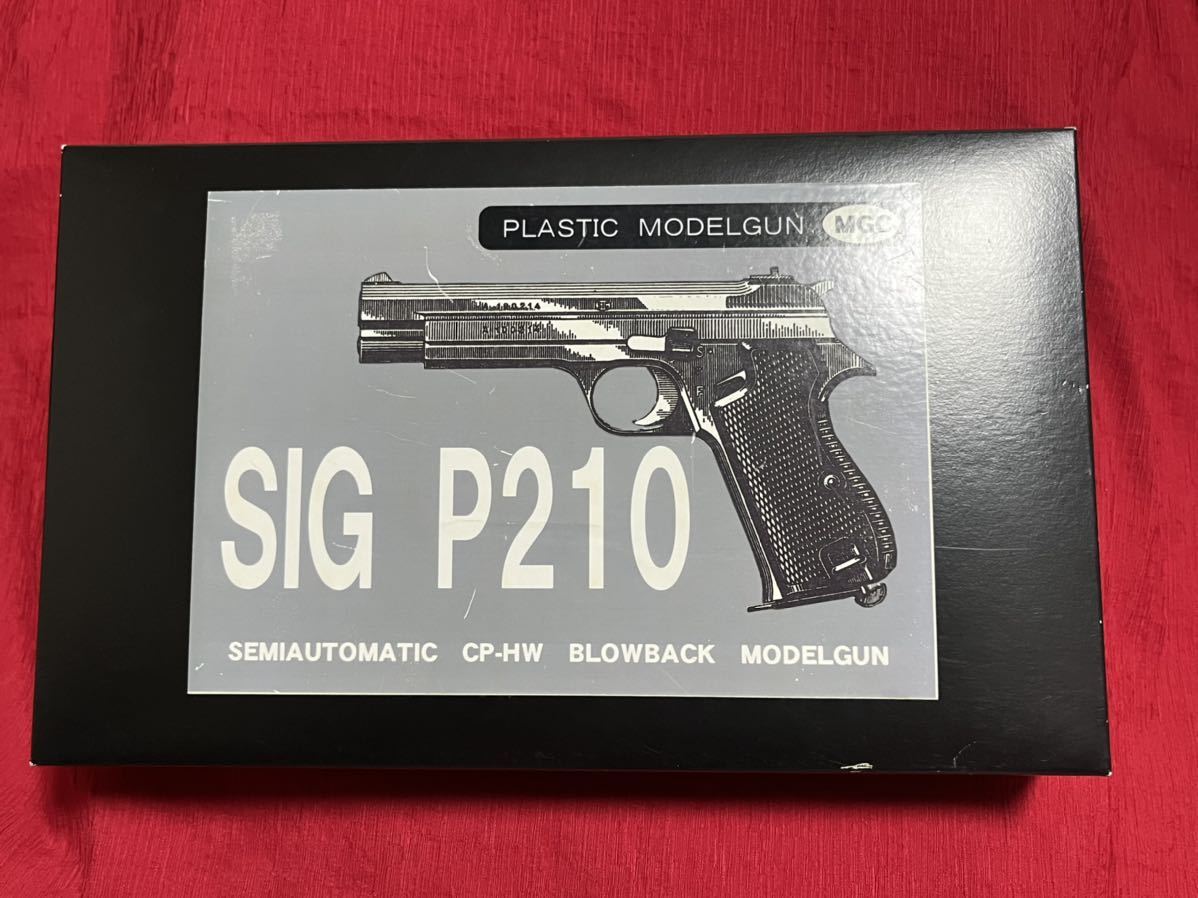 PLASTIC MODELGUN MGC
SIG P210
SEMIAUTOMATIC CP-HW BLOWBACK MODELGUN
S